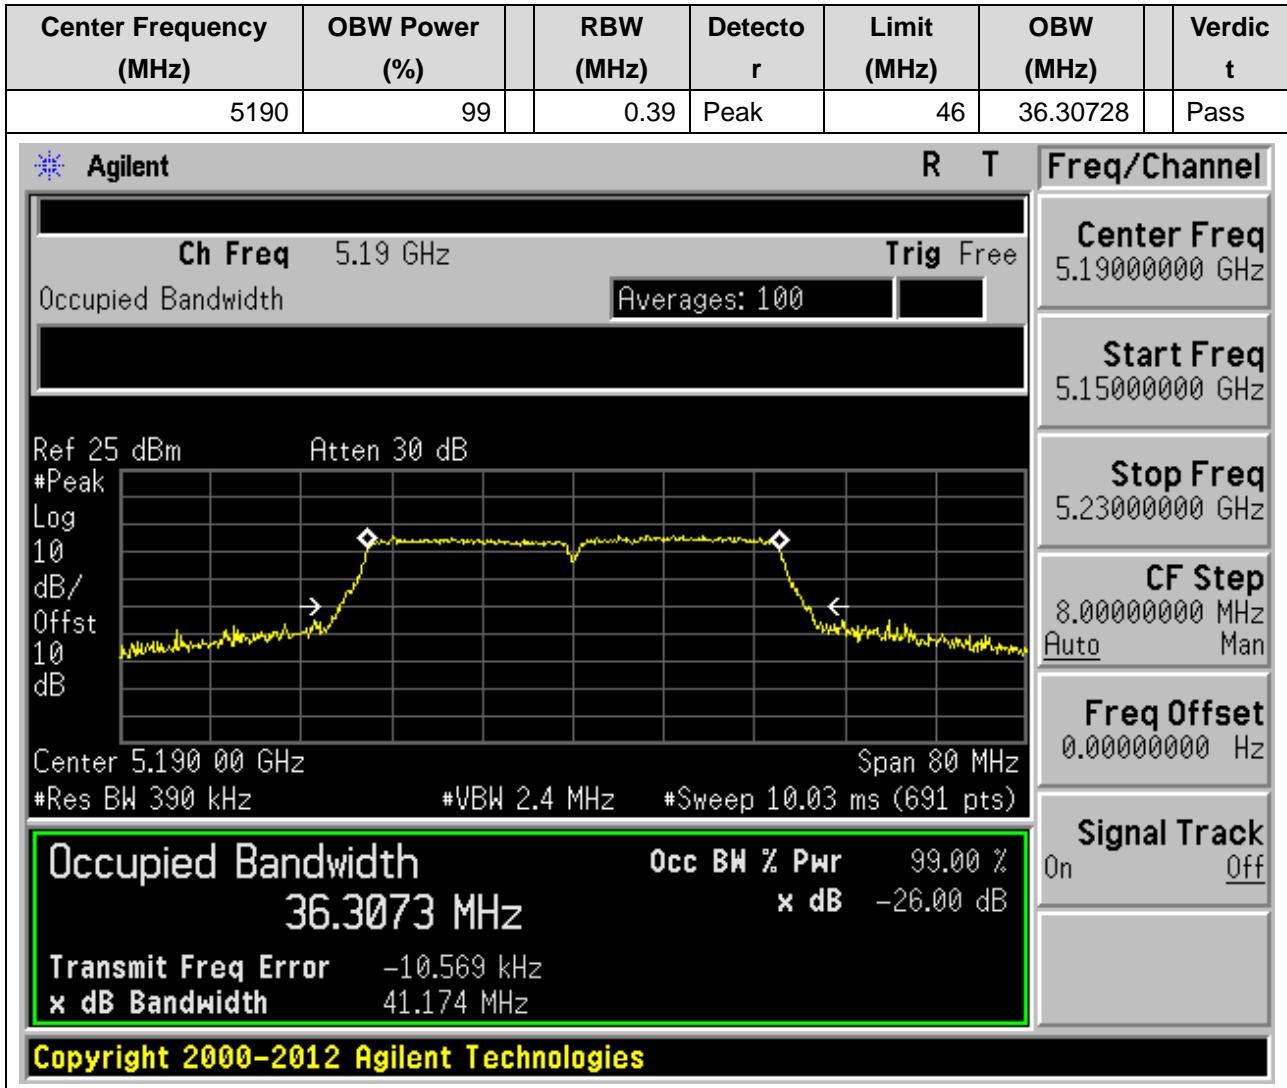 Center Frequency OBW Power RBW Detecto Limit OBW Verdic
(MHz) (%) (MHz) r (MHz) (MHz) t
5190 99 0.39 Peak 46 36.30728 Pass
Agilent R T Freq/Channel
Ch Freq 5.19 GHz Trig Free
Occupied Bandwidth Averages: 100
Center Freq
5.19000000 GHz
Start Freq
5.15000000 GHz
Stop Freq
5.23000000 GHz
CF Step
8.00000000 MHz
Auto Man
Freq Offset
0.00000000 Hz
Signal Track
On Off
Ref 25 dBm Atten 30 dB
#Peak
Log
10
dB/
Offst
10
dB
Center 5.190 00 GHz Span 80 MHz
#Res BW 390 kHz #VBW 2.4 MHz #Sweep 10.03 ms (691 pts)
Occupied Bandwidth Occ BW % Pwr 99.00 %
36.3073 MHz x dB -26.00 dB
Transmit Freq Error -10.569 kHz
x dB Bandwidth 41.174 MHz
Copyright 2000-2012 Agilent Technologies